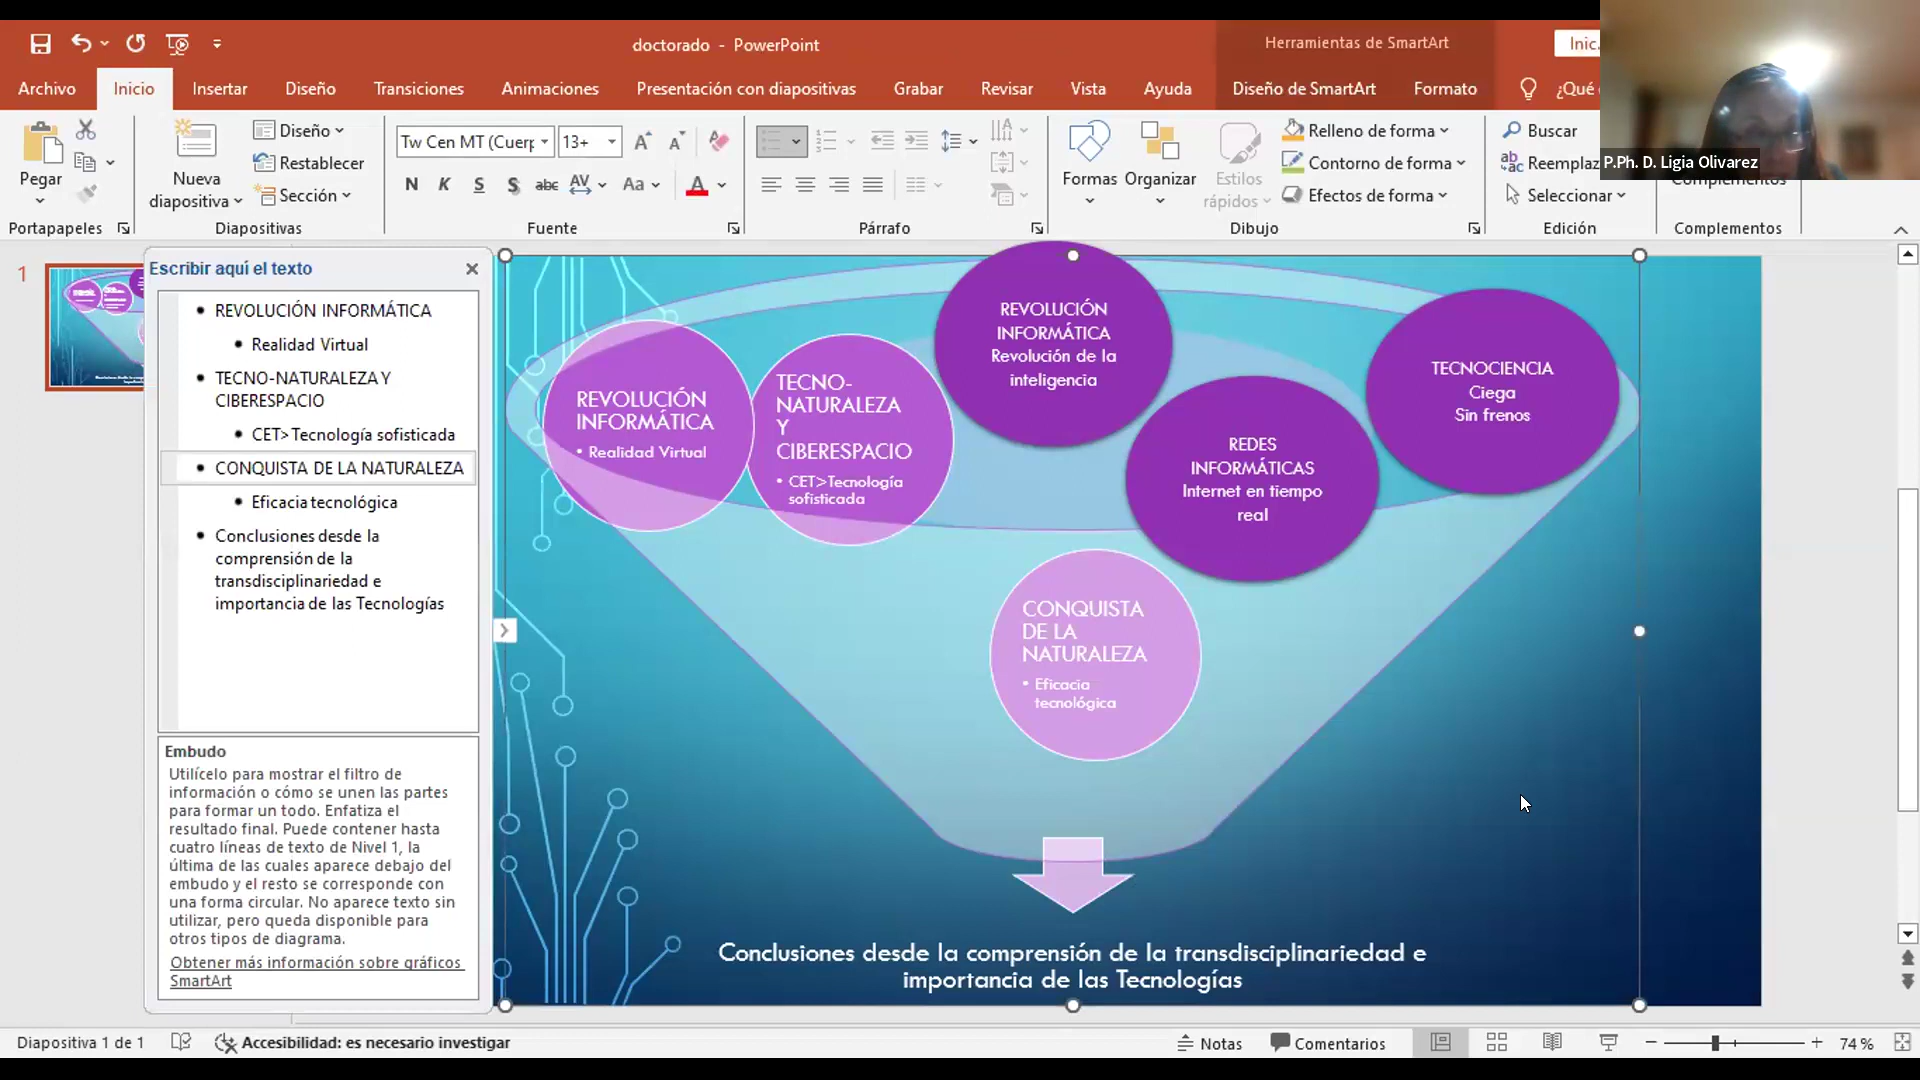 doctorado - PowerPoint
Herramientas de SmartArt
Inic.
Archivo
Inicio
Insertar
Diseño
Transiciones
Animaciones
Presentación con diapositivas
Grabar
Revisar
Vista
Ayuda
Diseño de SmartArt
Formato
¿Qué
P.Ph. D. Ligia Olivarez
Pegar
Portapapeles
Nueva
diapositiva
Diseño
Restablecer
Sección
Diapositivas
Tw Cen MT (Cuerp
13+
N K S S abc AV Aa A
Fuente
Párrafo
Formas
Organizar
Estilos
rápidos
Relleno de forma
Contorno de forma
Efectos de forma
Dibujo
Buscar
Reemplaz
Seleccionar
Edición
Complementos
Complementos
1
Escribir aquí el texto
REVOLUCIÓN INFORMÁTICA
Realidad Virtual
TECNO-NATURALEZA Y
CIBERESPACIO
CET>Tecnología sofisticada
CONQUISTA DE LA NATURALEZA
Eficacia tecnológica
Conclusiones desde la
comprensión de la
transdisciplinariedad e
importancia de las Tecnologías
Embudo
Utilícelo para mostrar el filtro de
información o cómo se unen las partes
para formar un todo. Enfatiza el
resultado final. Puede contener hasta
cuatro líneas de texto de Nivel 1, la
última de las cuales aparece debajo del
embudo y el resto se corresponde con
una forma circular. No aparece texto sin
utilizar, pero queda disponible para
otros tipos de diagrama.
Obtener más información sobre gráficos
SmartArt
REVOLUCIÓN
INFORMÁTICA
• Realidad Virtual
TECNO-
NATURALEZA
Y
CIBERESPACIO
• CET>Tecnología
sofisticada
REVOLUCIÓN
INFORMÁTICA
Revolución de la
inteligencia
REDES
INFORMÁTICAS
Internet en tiempo
real
TECNOCIENCIA
Ciega
Sin frenos
CONQUISTA
DE LA
NATURALEZA
• Eficacia
tecnológica
Conclusiones desde la comprensión de la transdisciplinariedad e
importancia de las Tecnologías
Diapositiva 1 de 1
Accesibilidad: es necesario investigar
Notas
Comentarios
74 %